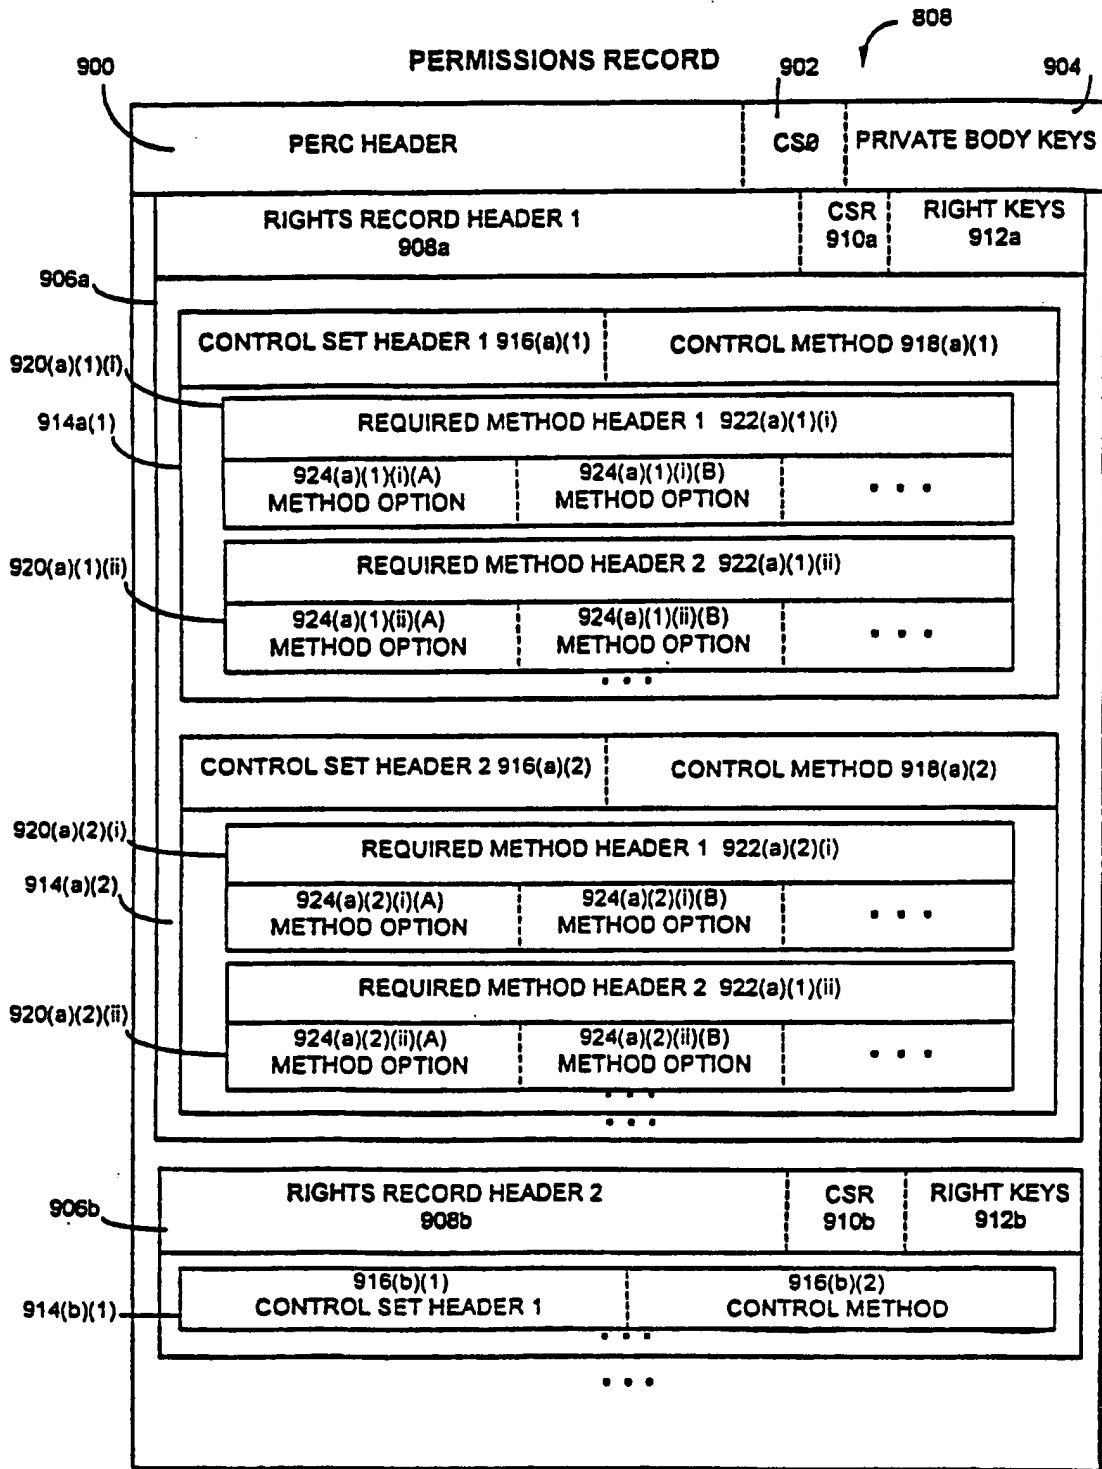 808
PERMISSIONS RECORD
900
902
904
PERC HEADER
CS0
PRIVATE BODY KEYS
RIGHTS RECORD HEADER 1
908a
CSR
910a
RIGHT KEYS
912a
906a
CONTROL SET HEADER 1 916(a)(1)
CONTROL METHOD 918(a)(1)
920(a)(1)(i)
REQUIRED METHOD HEADER 1 922(a)(1)(i)
914a(1)
924(a)(1)(i)(A)
METHOD OPTION
924(a)(1)(i)(B)
METHOD OPTION
• • •
REQUIRED METHOD HEADER 2 922(a)(1)(ii)
920(a)(1)(ii)
924(a)(1)(ii)(A)
METHOD OPTION
924(a)(1)(ii)(B)
METHOD OPTION
• • •
• • •
CONTROL SET HEADER 2 916(a)(2)
CONTROL METHOD 918(a)(2)
920(a)(2)(i)
REQUIRED METHOD HEADER 1 922(a)(2)(i)
914(a)(2)
924(a)(2)(i)(A)
METHOD OPTION
924(a)(2)(i)(B)
METHOD OPTION
• • •
REQUIRED METHOD HEADER 2 922(a)(1)(ii)
920(a)(2)(ii)
924(a)(2)(ii)(A)
METHOD OPTION
924(a)(2)(ii)(B)
METHOD OPTION
• • •
• • •
• • •
RIGHTS RECORD HEADER 2
908b
CSR
910b
RIGHT KEYS
912b
906b
916(b)(1)
CONTROL SET HEADER 1
916(b)(2)
CONTROL METHOD
914(b)(1)
• • •
• • •